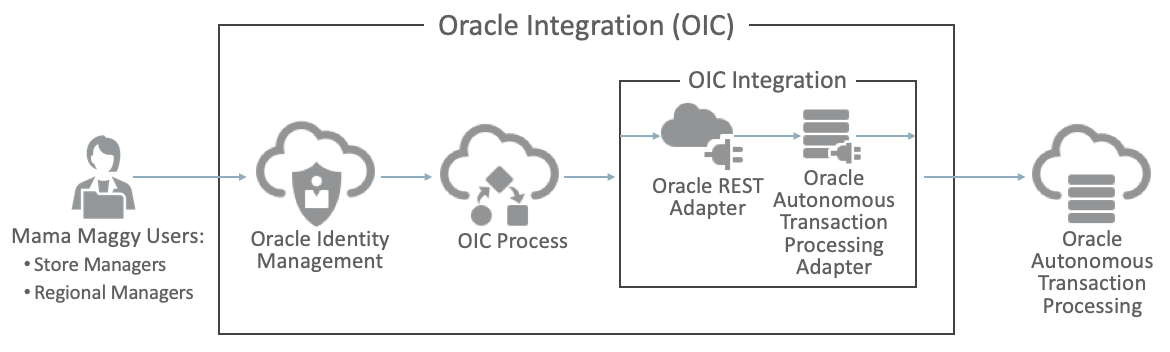 Oracle Integration (OIC)
OIC Integration
Mama Maggy Users:
• Store Managers
• Regional Managers
Oracle Identity
Management
OIC Process
Oracle REST
Adapter
Oracle
Autonomous
Transaction
Processing
Adapter
Oracle
Autonomous
Transaction
Processing